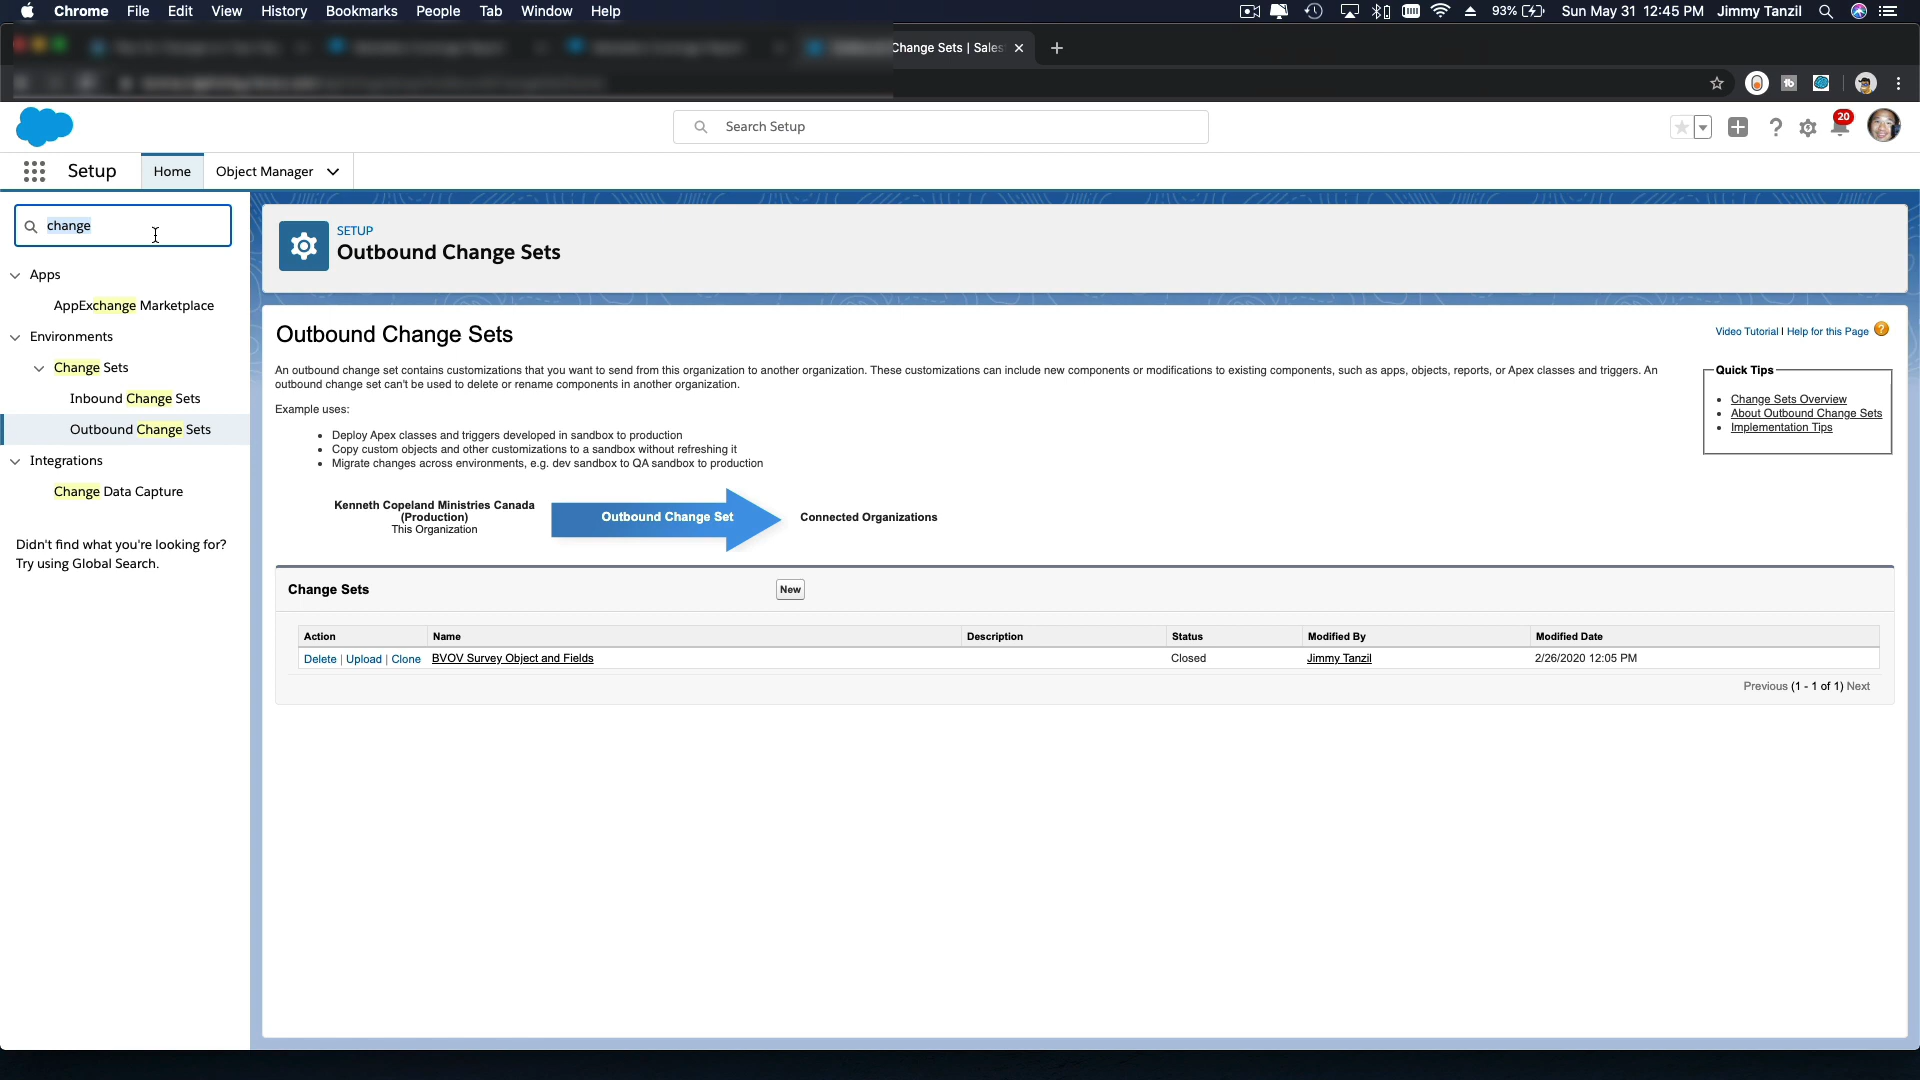 Chrome File Edit View History Bookmarks People Tab Window Help 93% Sun May 31 12:45 PM Jimmy Tanzil
Change Sets | Sales
Search Setup
20
Setup Home Object Manager
change
Apps
AppExchange Marketplace
Environments
Change Sets
Inbound Change Sets
Outbound Change Sets
Integrations
Change Data Capture
Didn't find what you're looking for?
Try using Global Search.
SETUP
Outbound Change Sets
Outbound Change Sets
Video Tutorial | Help for this Page ?
An outbound change set contains customizations that you want to send from this organization to another organization. These customizations can include new components or modifications to existing components, such as apps, objects, reports, or Apex classes and triggers. An
outbound change set can't be used to delete or rename components in another organization.
Example uses:
• Deploy Apex classes and triggers developed in sandbox to production
• Copy custom objects and other customizations to a sandbox without refreshing it
• Migrate changes across environments, e.g. dev sandbox to QA sandbox to production
Quick Tips
• Change Sets Overview
• About Outbound Change Sets
• Implementation Tips
Kenneth Copeland Ministries Canada
(Production)
This Organization
Outbound Change Set
Connected Organizations
Change Sets New
Action Name Description Status Modified By Modified Date
Delete | Upload | Clone BVOV Survey Object and Fields Closed Jimmy Tanzil 2/26/2020 12:05 PM
Previous (1 - 1 of 1) Next